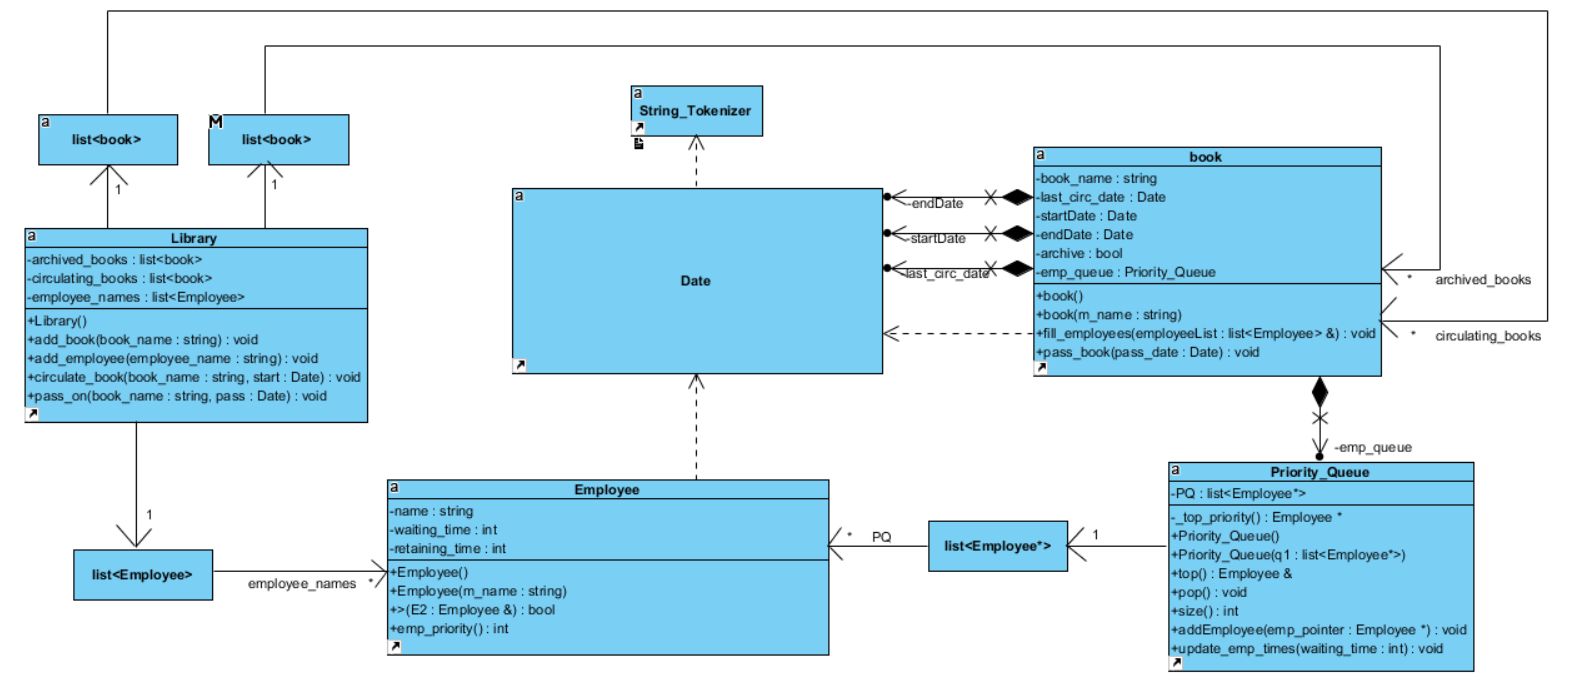 a
list<book>
1
M
list<book>
1
a
String_Tokenizer
a
Library
-archived_books : list<book>
-circulating_books : list<book>
-employee_names : list<Employee>
+Library()
+add_book(book_name : string) : void
+add_employee(employee_name : string) : void
+circulate_book(book_name : string, start : Date) : void
+pass_on(book_name : string, pass : Date) : void
a
Date
-endDate
-startDate
-last_circ_date
a
book
-book_name : string
-last_circ_date : Date
-startDate : Date
-endDate : Date
-archive : bool
-emp_queue : Priority_Queue
+book()
+book(m_name : string)
+fill_employees(employeeList : list<Employee> &) : void
+pass_book(pass_date : Date) : void
* archived_books
* circulating_books
-emp_queue
1
list<Employee>
employee_names *
a
Employee
-name : string
-waiting_time : int
-retaining_time : int
+Employee()
+Employee(m_name : string)
+>(E2 : Employee &) : bool
+emp_priority() : int
* PQ
list<Employee*>
1
a
Priority_Queue
-PQ : list<Employee*>
-_top_priority() : Employee *
+Priority_Queue()
+Priority_Queue(q1 : list<Employee*>)
+top() : Employee &
+pop() : void
+size() : int
+addEmployee(emp_pointer : Employee *) : void
+update_emp_times(waiting_time : int) : void